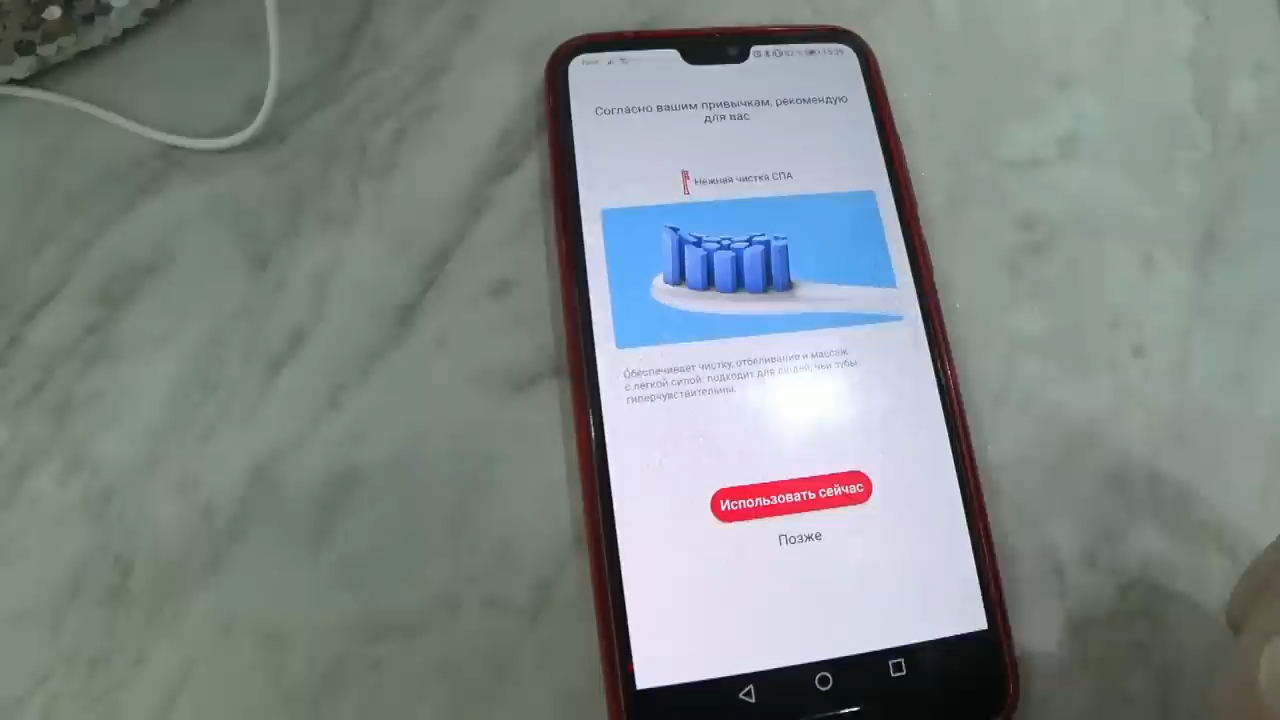 Согласно вашим привычкам, рекомендую
для вас
Нежная чистка СПА
Обеспечивает чистку, отбеливание и массаж
с легкой силой: подходит для людей, чьи зубы
гиперчувствительны.
Использовать сейчас
Позже